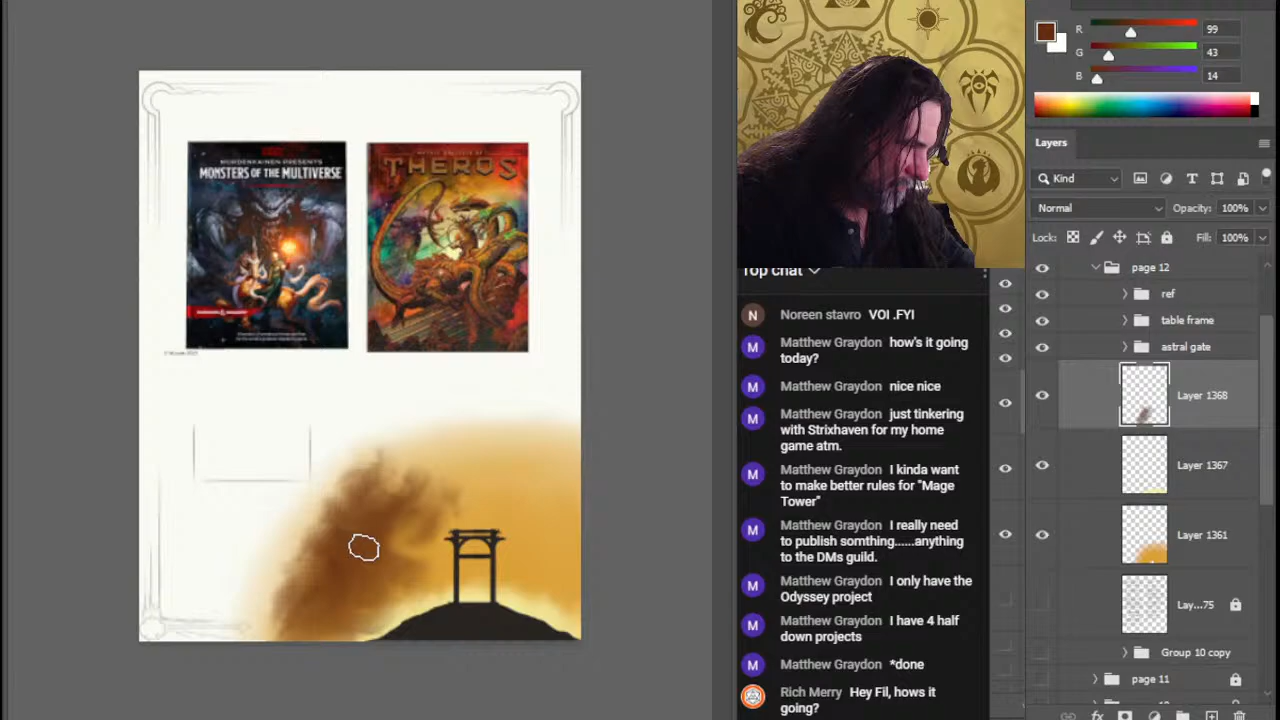 MORDENKAINEN PRESENTS
MONSTERS OF THE MULTIVERSE
MYTHIC ODYSSEYS OF
THEROS
DUNGEONS & DRAGONS
Top chat
Noreen stavro VOI .FYI
Matthew Graydon how's it going
today?
Matthew Graydon nice nice
Matthew Graydon just tinkering
with Strixhaven for my home
game atm.
Matthew Graydon I kinda want
to make better rules for "Mage
Tower"
Matthew Graydon I really need
to publish somthing......anything
to the DMs guild.
Matthew Graydon I only have the
Odyssey project
Matthew Graydon I have 4 half
down projects
Matthew Graydon *done
Rich Merry Hey Fil, hows it
going?
R 99
G 43
B 14
Layers
Kind
Normal Opacity: 100%
Lock: Fill: 100%
page 12
ref
table frame
astral gate
Layer 1368
Layer 1367
Layer 1361
Lay...75
Group 10 copy
page 11